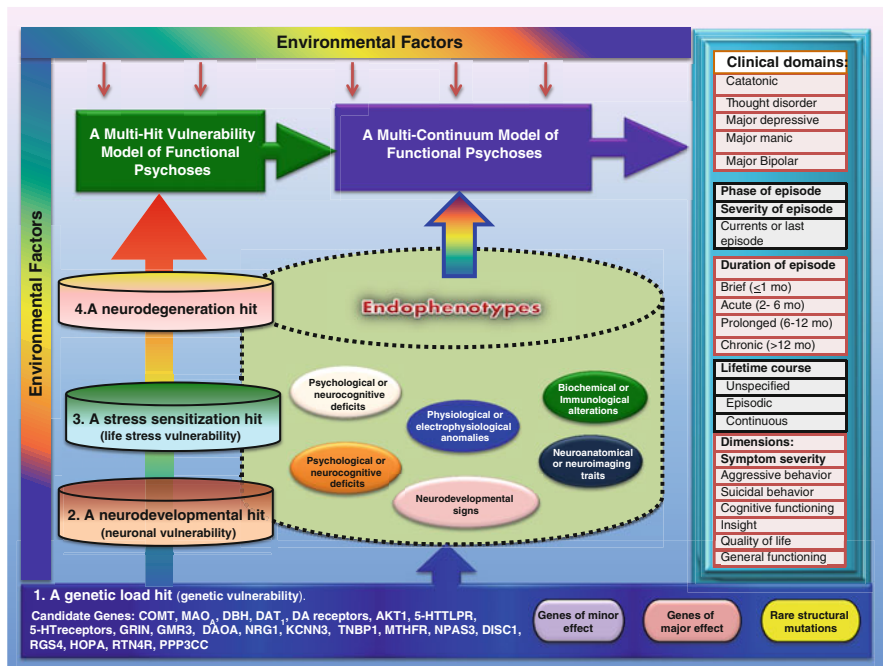 Environmental Factors
Environmental Factors
A Multi-Hit Vulnerability
Model of Functional
Psychoses
A Multi-Continuum Model of
Functional Psychoses
4.A neurodegeneration hit
3. A stress sensitization hit
(life stress vulnerability)
2. A neurodevelopmental hit
(neuronal vulnerability)
Endophenotypes
Psychological or
neurocognitive
deficits
Physiological or
electrophysiological
anomalies
Biochemical or
Immunological
alterations
Psychological or
neurocognitive
deficits
Neuroanatomical
or neuroimaging
traits
Neurodevelopmental
signs
Clinical domains:
Catatonic
Thought disorder
Major depressive
Major manic
Major Bipolar
Phase of episode
Severity of episode
Currents or last
episode
Duration of episode
Brief (≤1 mo)
Acute (2- 6 mo)
Prolonged (6-12 mo)
Chronic (>12 mo)
Lifetime course
Unspecified
Episodic
Continuous
Dimensions:
Symptom severity
Aggressive behavior
Suicidal behavior
Cognitive functioning
Insight
Quality of life
General functioning
1. A genetic load hit (genetic vulnerability).
Candidate Genes: COMT, MAOA, DBH, DAT1, DA receptors, AKT1, 5-HTTLPR,
5-HTreceptors, GRIN, GMR3, DAOA, NRG1, KCNN3, TNBP1, MTHFR, NPAS3, DISC1,
RGS4, HOPA, RTN4R, PPP3CC
Genes of minor
effect
Genes of
major effect
Rare structural
mutations